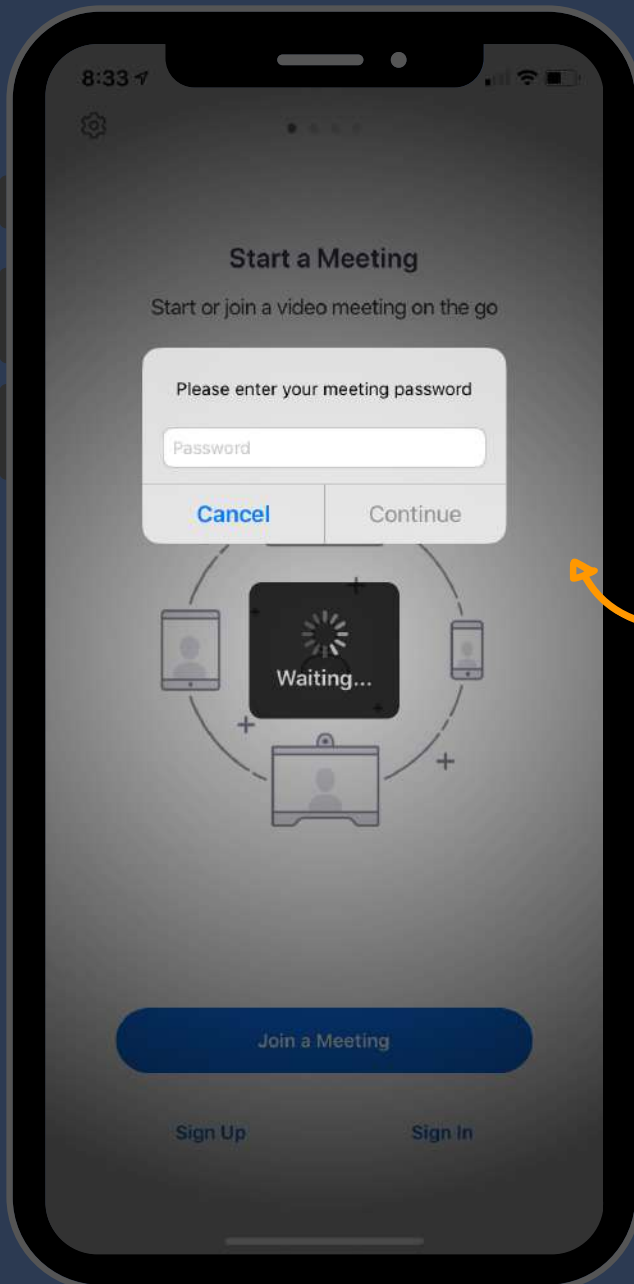 8:33
Start a Meeting
Start or join a video meeting on the go
Please enter your meeting password
Password
Cancel Continue
Waiting...
Join a Meeting
Sign Up Sign In